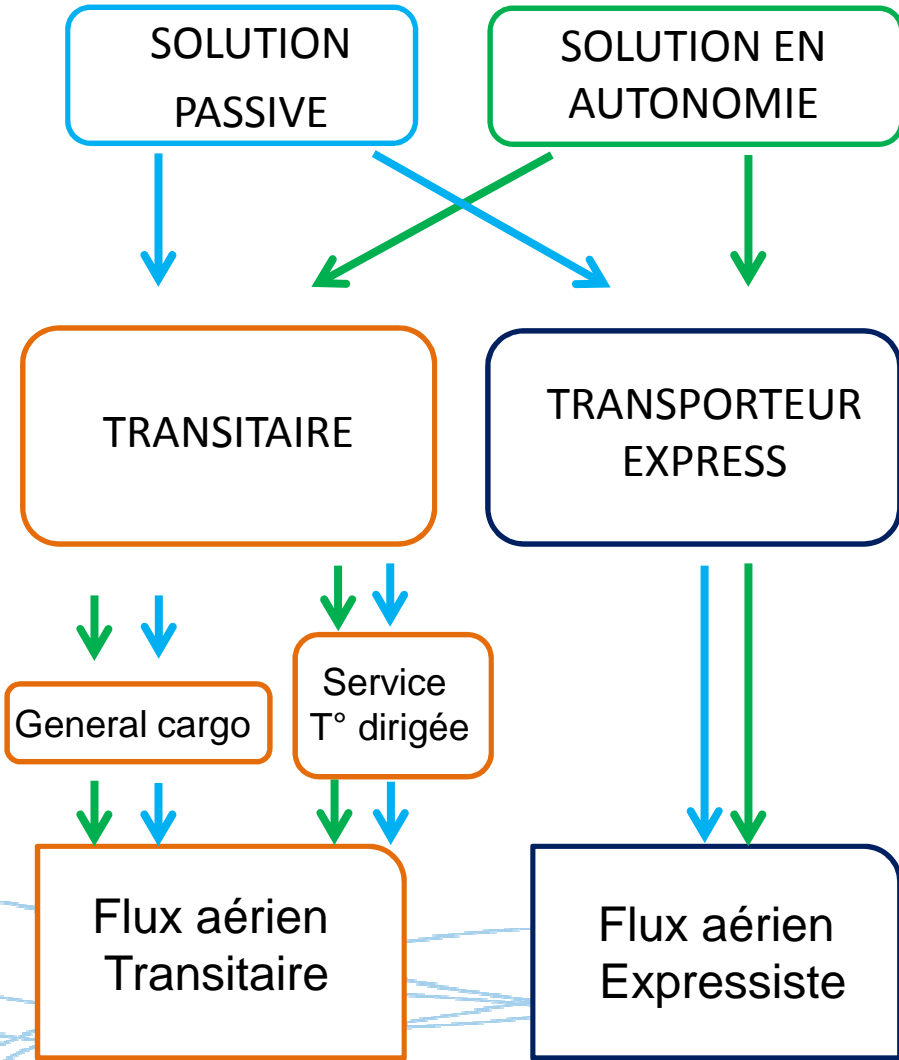 SOLUTION
PASSIVE
SOLUTION EN
AUTONOMIE
TRANSITAIRE
TRANSPORTEUR
EXPRESS
General cargo
Service
T° dirigée
Flux aérien
Transitaire
Flux aérien
Expressiste